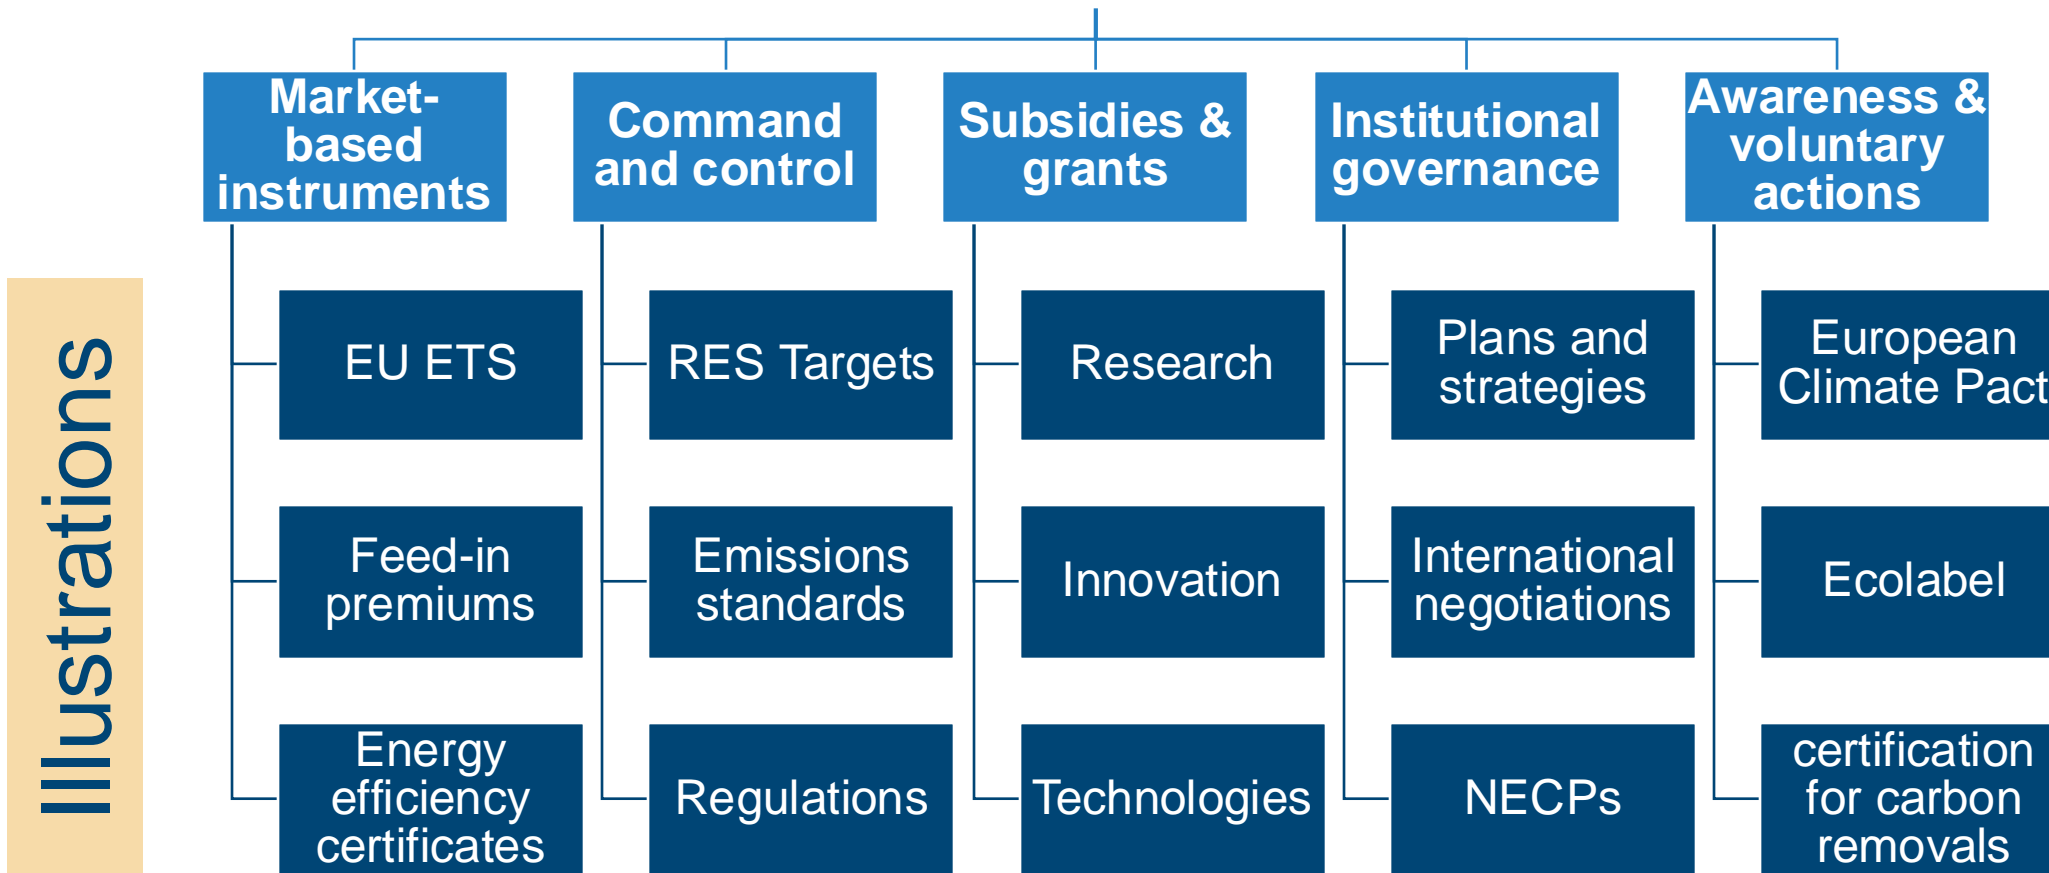 Market-
based
instruments
Command
and control
Subsidies &
grants
Institutional
governance
Awareness &
voluntary
actions
Illustrations
EU ETS
RES Targets
Research
Plans and
strategies
European
Climate Pact
Feed-in
premiums
Emissions
standards
Innovation
International
negotiations
Ecolabel
Energy
efficiency
certificates
Regulations
Technologies
NECPs
certification
for carbon
removals